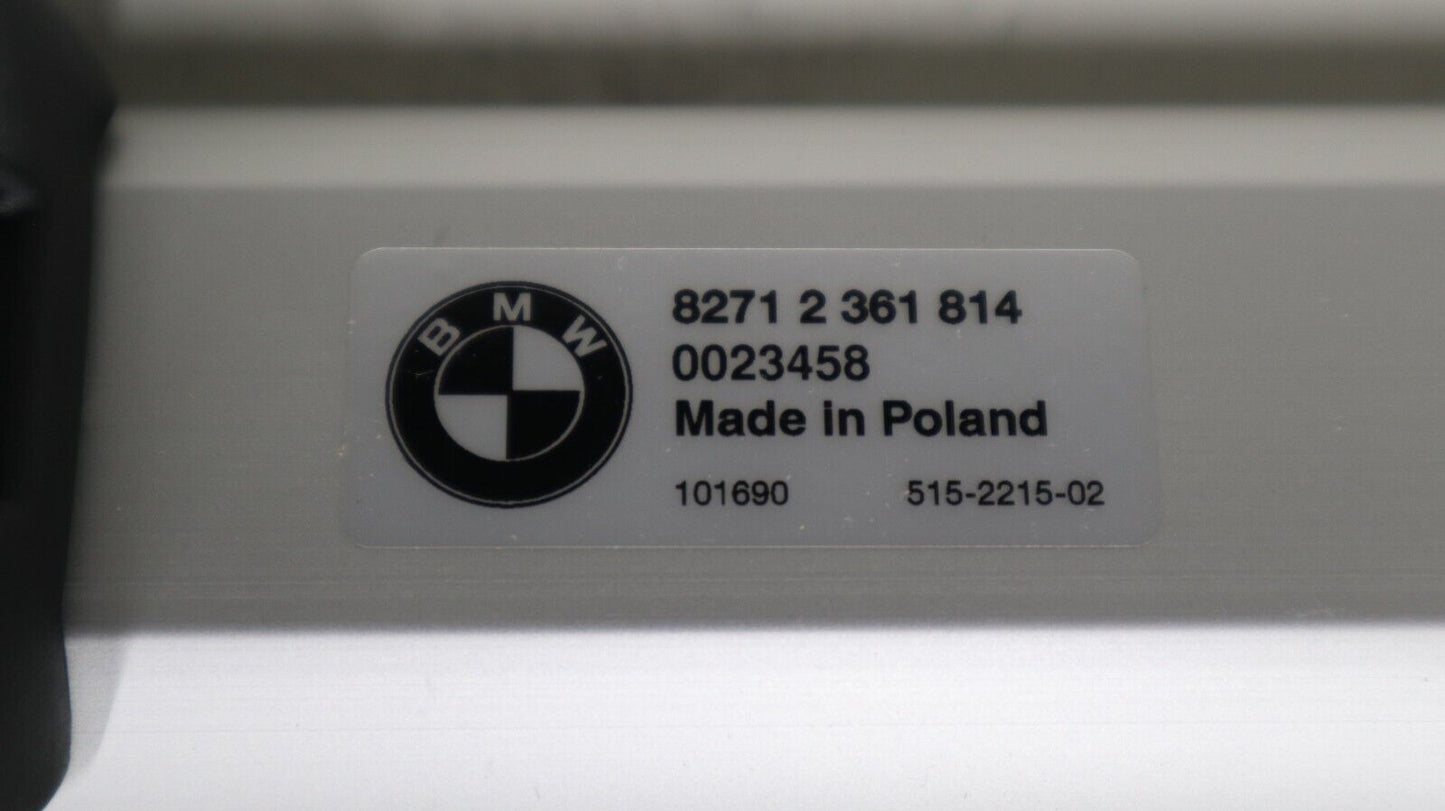 BMW
8271 2 361 814
0023458
Made in Poland
101690 515-2215-02